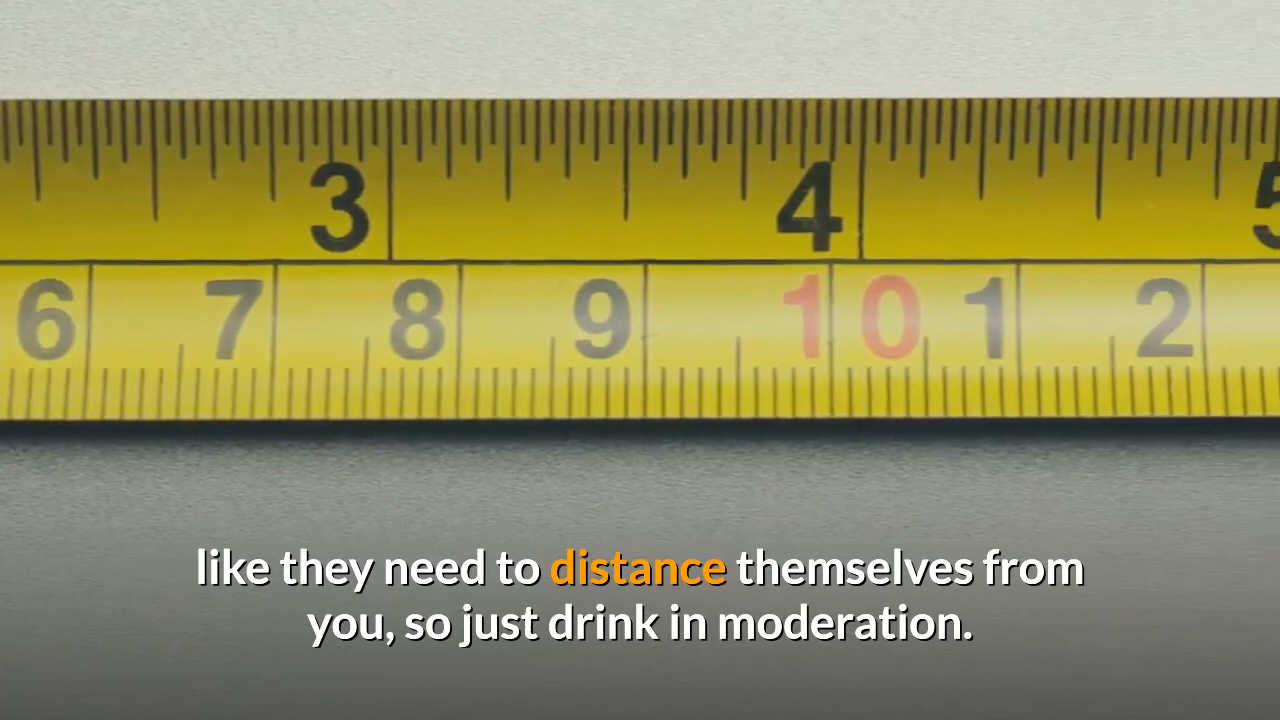 3 4 5
6 7 8 9 10 1 2
like they need to distance themselves from
you, so just drink in moderation.